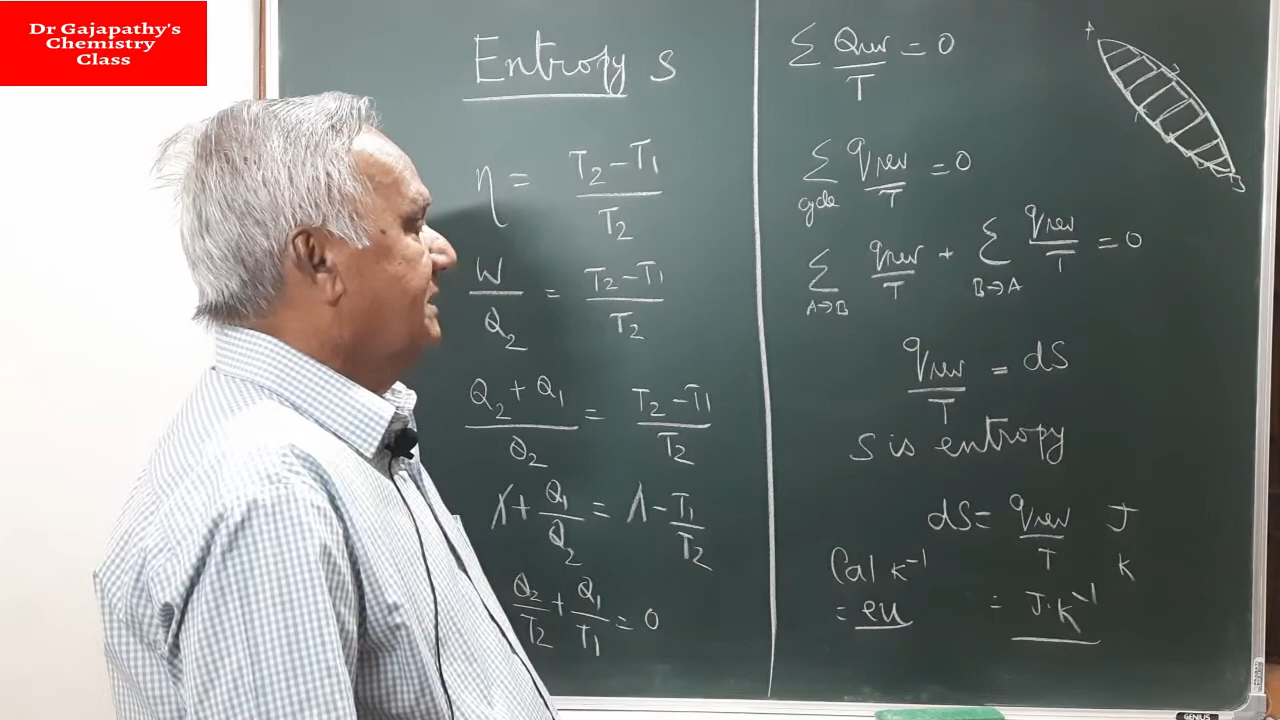 Dr Gajapathy's
Chemistry
Class
Entropy S
η = (T₂ - T₁) / T₂
W / Q₂ = (T₂ - T₁) / T₂
(Q₂ + Q₁) / Q₂ = (T₂ - T₁) / T₂
1 + Q₁ / Q₂ = 1 - T₁ / T₂
Q₂ / T₂ + Q₁ / T₁ = 0
Σ Qrev / T = 0
Σ cycle qrev / T = 0
Σ A→B qrev / T + Σ B→A qrev / T = 0
qrev / T = dS
S is entropy
dS = qrev / T J / K
Cal K⁻¹
= eu = J·K⁻¹
A
B
GENIUS